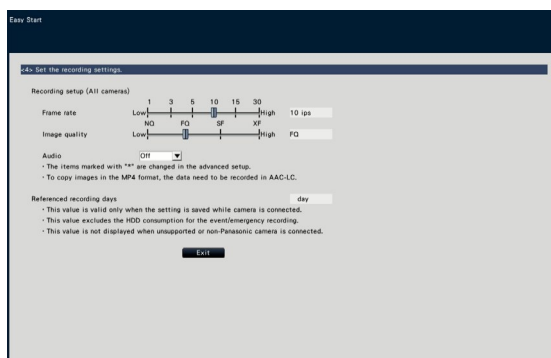 Easy Start
<4> Set the recording settings.
Recording setup (All cameras)
1 3 5 10 15 30
Frame rate Low High 10 ips
NQ FQ SF XF
Image quality Low High FQ
Audio Off
・The items marked with "*" are changed in the advanced setup.
・To copy images in the MP4 format, the data need to be recorded in AAC-LC.
Referenced recording days day
・This value is valid only when the setting is saved while camera is connected.
・This value excludes the HDD consumption for the event/emergency recording.
・This value is not displayed when unsupported or non-Panasonic camera is connected.
Exit